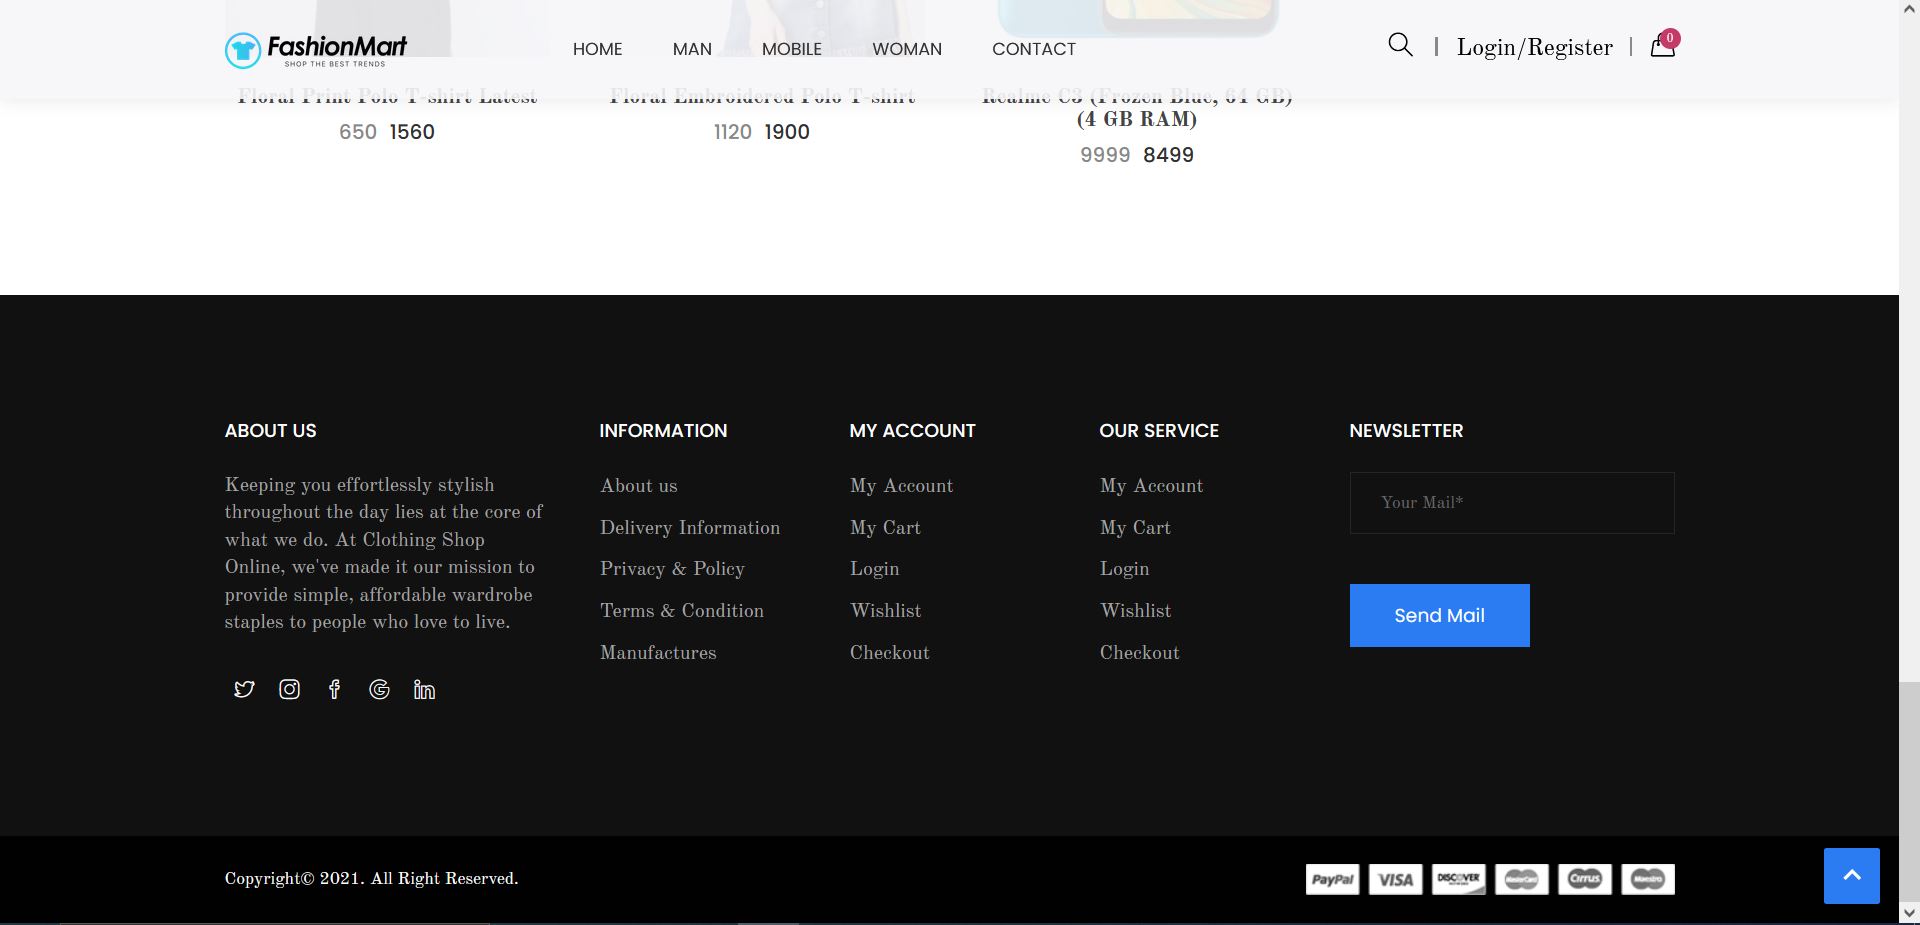 FashionMart
SHOP THE BEST TRENDS
HOME
MAN
MOBILE
WOMAN
CONTACT
| Login/Register |
0
Floral Print Polo T-shirt Latest
650 1560
Floral Embroidered Polo T-shirt
1120 1900
Realme C3 (Frozen Blue, 64 GB)
(4 GB RAM)
9999 8499
ABOUT US
Keeping you effortlessly stylish
throughout the day lies at the core of
what we do. At Clothing Shop
Online, we've made it our mission to
provide simple, affordable wardrobe
staples to people who love to live.
INFORMATION
About us
Delivery Information
Privacy & Policy
Terms & Condition
Manufactures
MY ACCOUNT
My Account
My Cart
Login
Wishlist
Checkout
OUR SERVICE
My Account
My Cart
Login
Wishlist
Checkout
NEWSLETTER
Your Mail*
Send Mail
Copyright© 2021. All Right Reserved.
PayPal
VISA
DISCOVER
MasterCard
Cirrus
Maestro